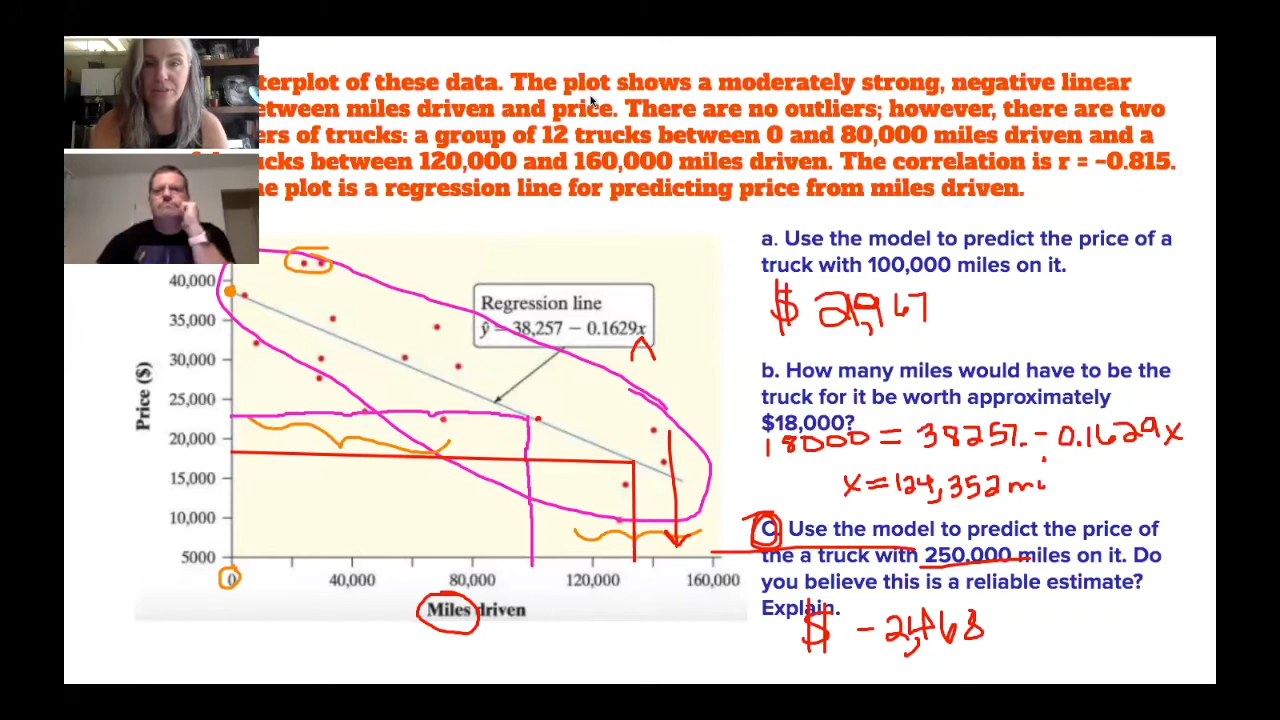 terplot of these data. The plot shows a moderately strong, negative linear
etween miles driven and price. There are no outliers; however, there are two
ers of trucks: a group of 12 trucks between 0 and 80,000 miles driven and a
ucks between 120,000 and 160,000 miles driven. The correlation is r = −0.815.
e plot is a regression line for predicting price from miles driven.
Price ($)
40,000
35,000
30,000
25,000
20,000
15,000
10,000
5000
Regression line
ŷ = 38,257 − 0.1629x
0
40,000
80,000
120,000
160,000
Miles driven
a. Use the model to predict the price of a
truck with 100,000 miles on it.
b. How many miles would have to be the
truck for it be worth approximately
$18,000?
18000 = 38257. - 0.1629x
x = 124,352 mi
C. Use the model to predict the price of
the a truck with 250,000 miles on it. Do
you believe this is a reliable estimate?
Explain.